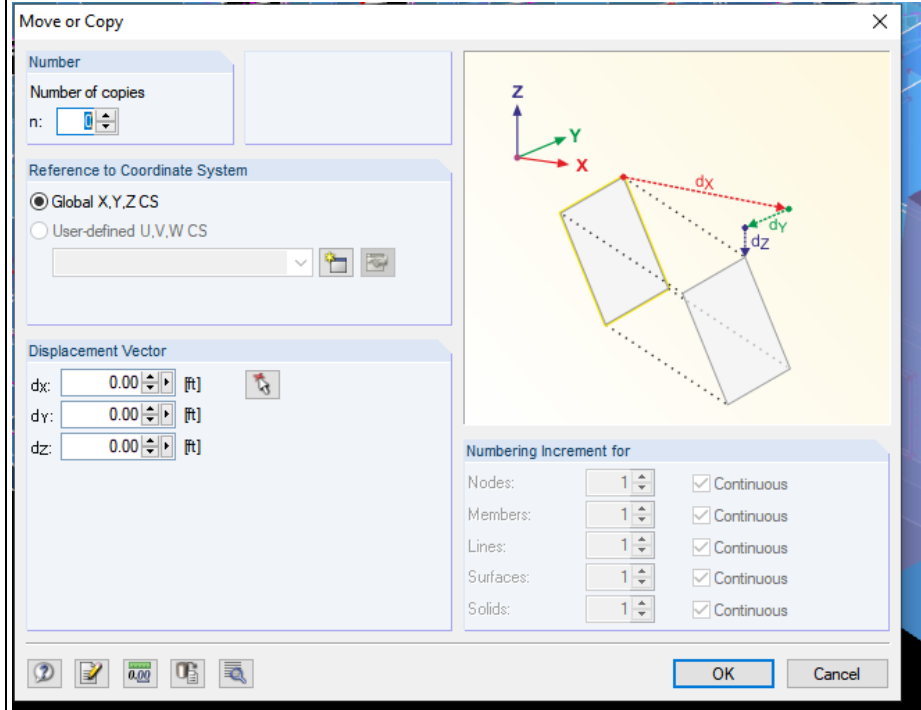 Move or Copy
Number
Number of copies
n: 0
Reference to Coordinate System
Global X,Y,Z CS
User-defined U,V,W CS
Displacement Vector
dX: 0.00 [ft]
dY: 0.00 [ft]
dZ: 0.00 [ft]
Z
Y
X
dX
dY
dZ
Numbering Increment for
Nodes: 1 Continuous
Members: 1 Continuous
Lines: 1 Continuous
Surfaces: 1 Continuous
Solids: 1 Continuous
0.00
OK Cancel